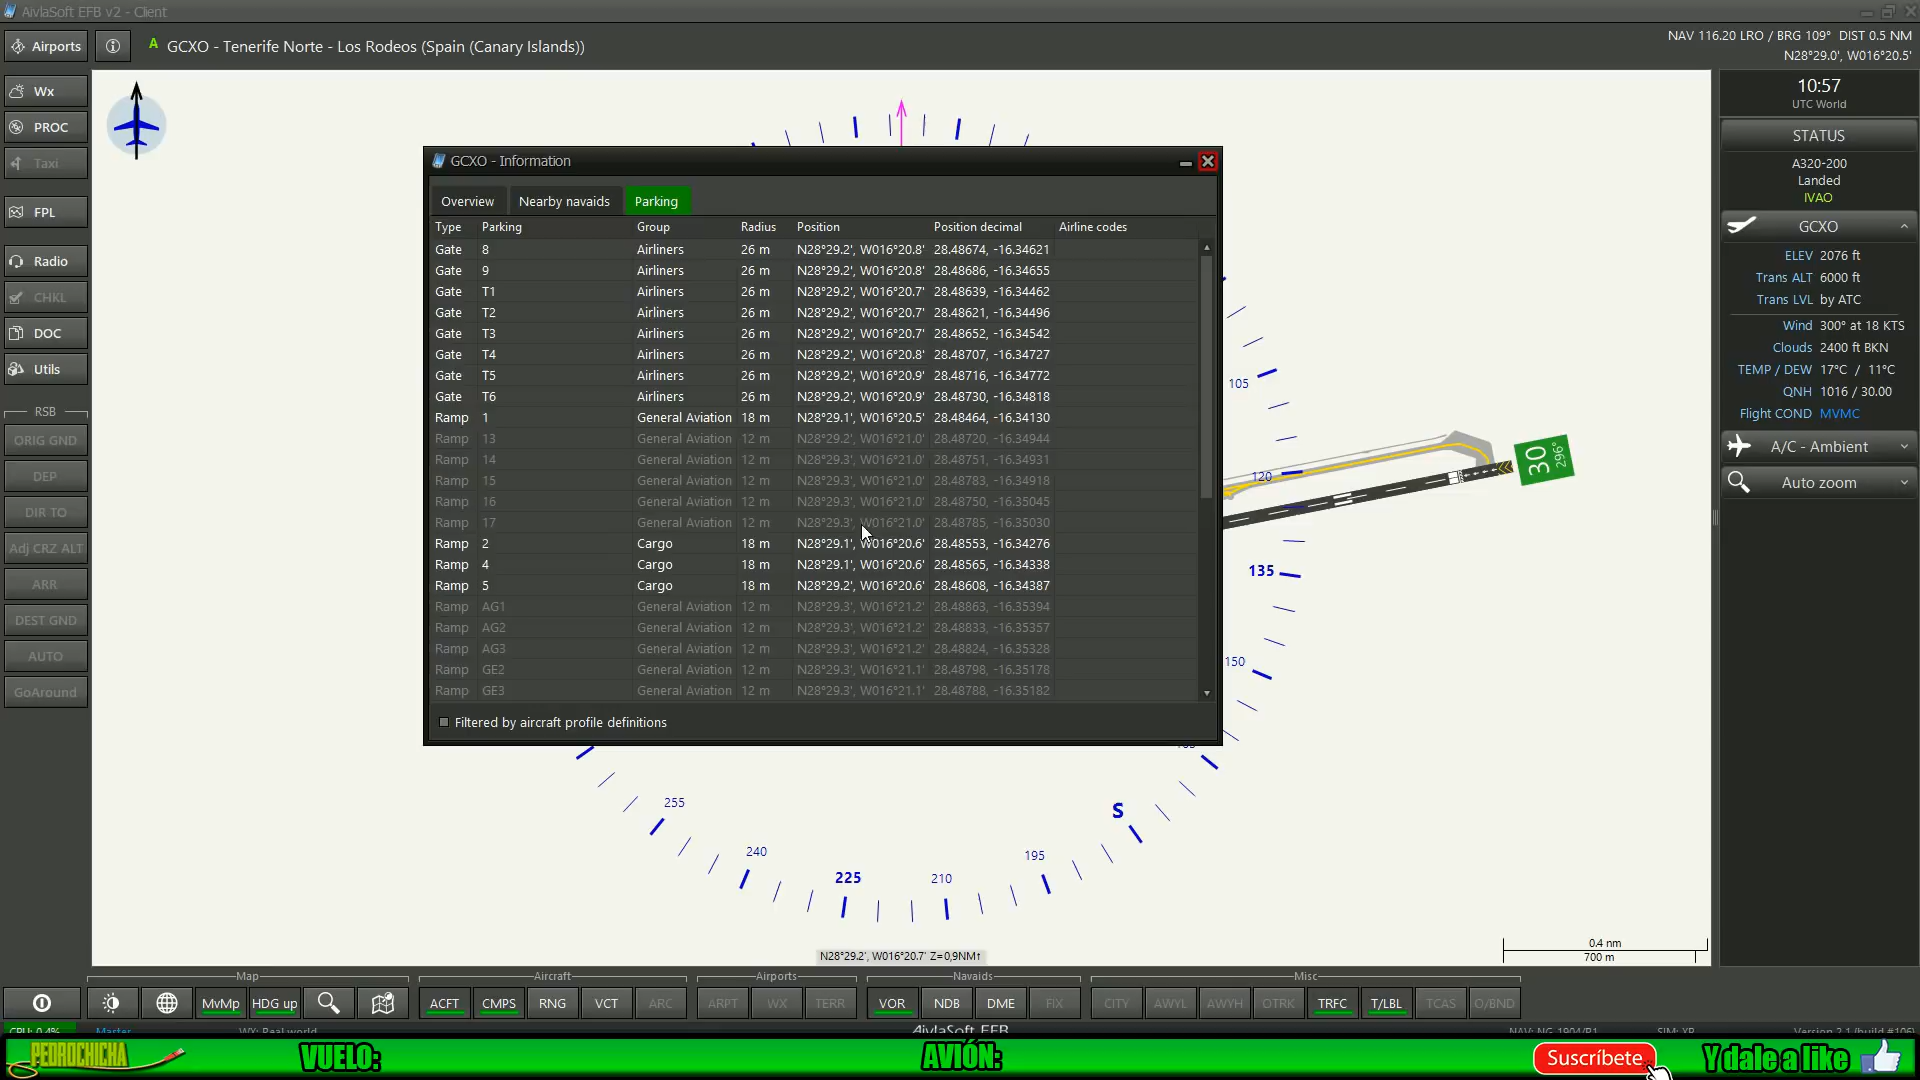 AivlaSoft EFB v2 - Client
Airports
A GCXO - Tenerife Norte - Los Rodeos (Spain (Canary Islands))
NAV 116.20 LRO / BRG 109° DIST 0.5 NM
N28°29.0', W016°20.5'
Wx
PROC
Taxi
FPL
Radio
CHKL
DOC
Utils
RSB
ORIG GND
DEP
DIR TO
Adj CRZ ALT
ARR
DEST GND
AUTO
GoAround
GCXO - Information
Overview Nearby navaids Parking
Type Parking Group Radius Position Position decimal Airline codes
Gate 8 Airliners 26 m N28°29.2', W016°20.8' 28.48674, -16.34621
Gate 9 Airliners 26 m N28°29.2', W016°20.8' 28.48686, -16.34655
Gate T1 Airliners 26 m N28°29.2', W016°20.7' 28.48639, -16.34462
Gate T2 Airliners 26 m N28°29.2', W016°20.7' 28.48621, -16.34496
Gate T3 Airliners 26 m N28°29.2', W016°20.7' 28.48652, -16.34542
Gate T4 Airliners 26 m N28°29.2', W016°20.8' 28.48707, -16.34727
Gate T5 Airliners 26 m N28°29.2', W016°20.9' 28.48716, -16.34772
Gate T6 Airliners 26 m N28°29.2', W016°20.9' 28.48730, -16.34818
Ramp 1 General Aviation 18 m N28°29.1', W016°20.5' 28.48464, -16.34130
Ramp 13 General Aviation 12 m N28°29.2', W016°21.0' 28.48720, -16.34944
Ramp 14 General Aviation 12 m N28°29.3', W016°21.0' 28.48751, -16.34931
Ramp 15 General Aviation 12 m N28°29.3', W016°21.0' 28.48783, -16.34918
Ramp 16 General Aviation 12 m N28°29.3', W016°21.0' 28.48750, -16.35045
Ramp 17 General Aviation 12 m N28°29.3', W016°21.0' 28.48785, -16.35030
Ramp 2 Cargo 18 m N28°29.1', W016°20.6' 28.48553, -16.34276
Ramp 4 Cargo 18 m N28°29.1', W016°20.6' 28.48565, -16.34338
Ramp 5 Cargo 18 m N28°29.2', W016°20.6' 28.48608, -16.34387
Ramp AG1 General Aviation 12 m N28°29.3', W016°21.2' 28.48863, -16.35394
Ramp AG2 General Aviation 12 m N28°29.3', W016°21.2' 28.48833, -16.35357
Ramp AG3 General Aviation 12 m N28°29.3', W016°21.2' 28.48824, -16.35328
Ramp GE2 General Aviation 12 m N28°29.3', W016°21.1' 28.48798, -16.35178
Ramp GE3 General Aviation 12 m N28°29.3', W016°21.1' 28.48788, -16.35182
Filtered by aircraft profile definitions
105
120
135
150
S
195
210
225
240
255
30
296°
10:57
UTC World
STATUS
A320-200
Landed
IVAO
GCXO
ELEV 2076 ft
Trans ALT 6000 ft
Trans LVL by ATC
Wind 300° at 18 KTS
Clouds 2400 ft BKN
TEMP / DEW 17°C / 11°C
QNH 1016 / 30.00
Flight COND MVMC
A/C - Ambient
Auto zoom
N28°29.2', W016°20.7' Z=0,9NM↑
0.4 nm
700 m
Map Aircraft Airports Navaids Misc
MvMp HDG up ACFT CMPS RNG VCT ARC ARPT WX TERR VOR NDB DME FIX CITY AWYL AWYH OTRK TRFC T/LBL TCAS O/BND
CPU: 0.4% Master WX: Real world AivlaSoft EFB NAV: NG 1904/R1 SIM: XP Version 2.1 (build #106)
PEDROCHICHA VUELO: AVIÓN: Suscríbete Y dale a like